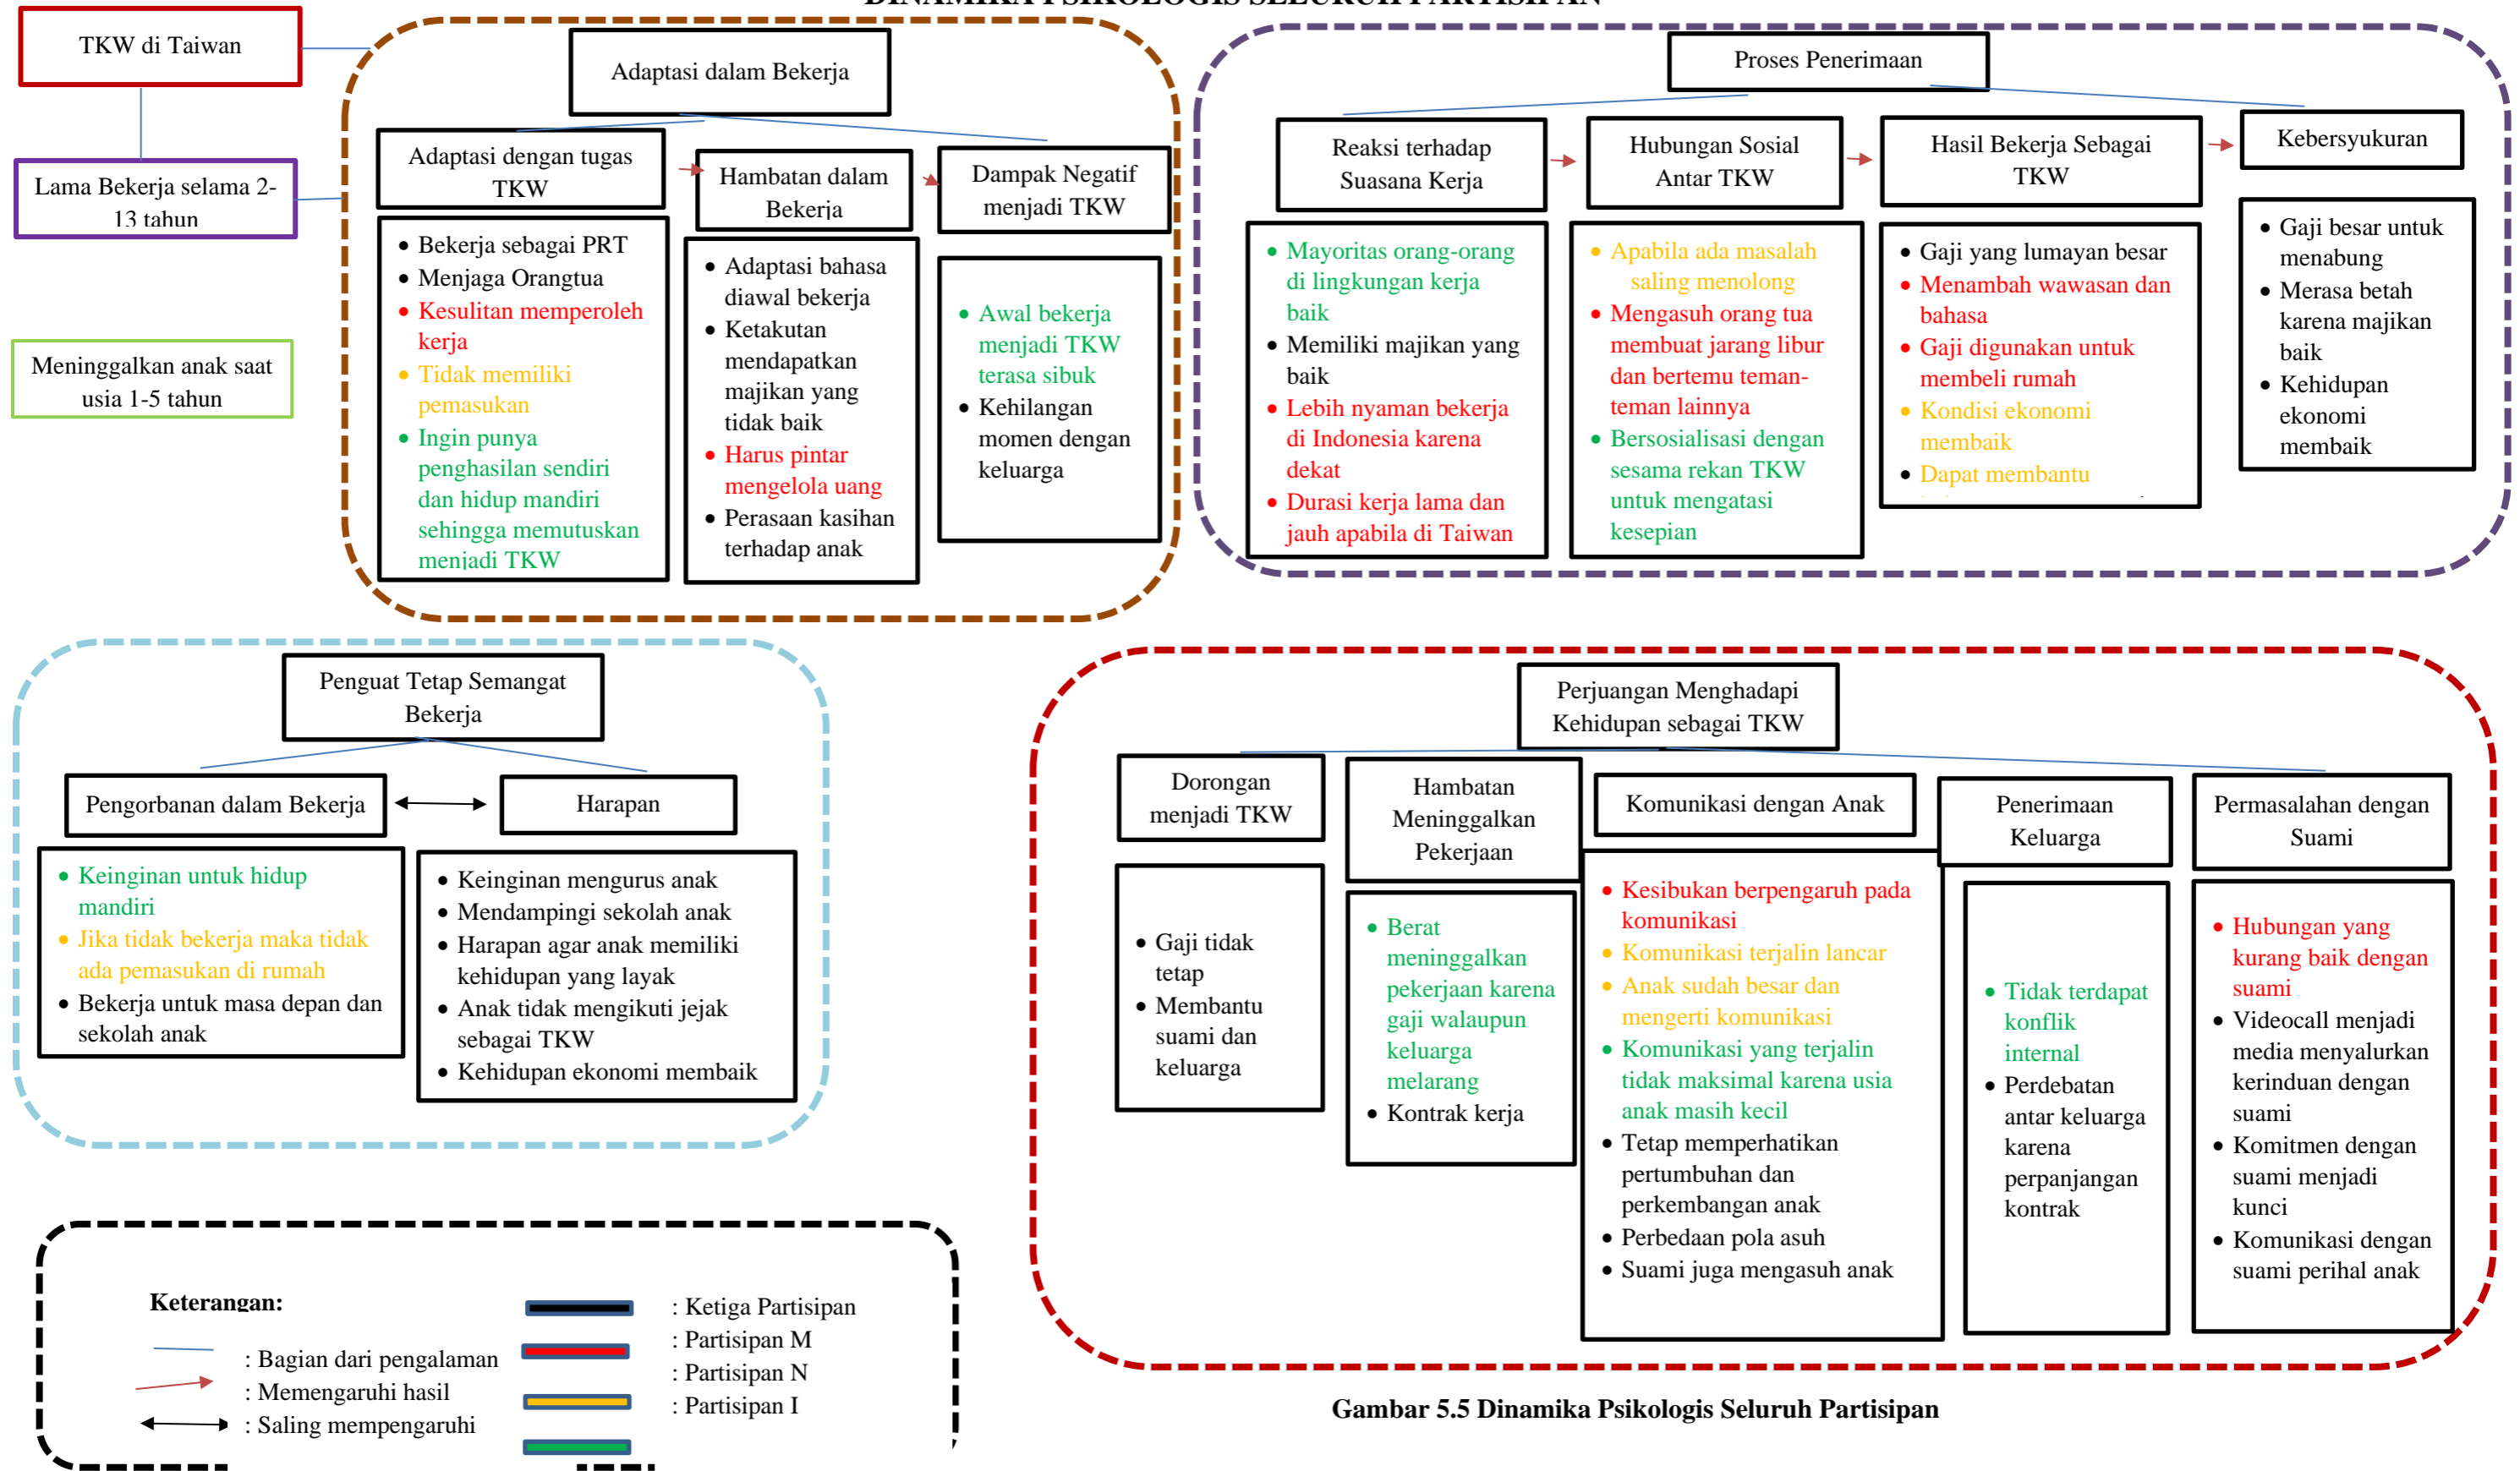 DINAMIKA PSIKOLOGIS SELURUH PARTISIPAN
TKW di Taiwan
Lama Bekerja selama 2-
13 tahun
Meninggalkan anak saat
usia 1-5 tahun
Adaptasi dalam Bekerja
Adaptasi dengan tugas
TKW
• Bekerja sebagai PRT
• Menjaga Orangtua
• Kesulitan memperoleh
kerja
• Tidak memiliki
pemasukan
• Ingin punya
penghasilan sendiri
dan hidup mandiri
sehingga memutuskan
menjadi TKW
Hambatan dalam
Bekerja
• Adaptasi bahasa
diawal bekerja
• Ketakutan
mendapatkan
majikan yang
tidak baik
• Harus pintar
mengelola uang
• Perasaan kasihan
terhadap anak
Dampak Negatif
menjadi TKW
• Awal bekerja
menjadi TKW
terasa sibuk
• Kehilangan
momen dengan
keluarga
Proses Penerimaan
Reaksi terhadap
Suasana Kerja
• Mayoritas orang-orang
di lingkungan kerja
baik
• Memiliki majikan yang
baik
• Lebih nyaman bekerja
di Indonesia karena
dekat
• Durasi kerja lama dan
jauh apabila di Taiwan
Hubungan Sosial
Antar TKW
• Apabila ada masalah
saling menolong
• Mengasuh orang tua
membuat jarang libur
dan bertemu teman-
teman lainnya
• Bersosialisasi dengan
sesama rekan TKW
untuk mengatasi
kesepian
Hasil Bekerja Sebagai
TKW
• Gaji yang lumayan besar
• Menambah wawasan dan
bahasa
• Gaji digunakan untuk
membeli rumah
• Kondisi ekonomi
membaik
• Dapat membantu
Kebersyukuran
• Gaji besar untuk
menabung
• Merasa betah
karena majikan
baik
• Kehidupan
ekonomi
membaik
Penguat Tetap Semangat
Bekerja
Pengorbanan dalam Bekerja
• Keinginan untuk hidup
mandiri
• Jika tidak bekerja maka tidak
ada pemasukan di rumah
• Bekerja untuk masa depan dan
sekolah anak
Harapan
• Keinginan mengurus anak
• Mendampingi sekolah anak
• Harapan agar anak memiliki
kehidupan yang layak
• Anak tidak mengikuti jejak
sebagai TKW
• Kehidupan ekonomi membaik
Perjuangan Menghadapi
Kehidupan sebagai TKW
Dorongan
menjadi TKW
• Gaji tidak
tetap
• Membantu
suami dan
keluarga
Hambatan
Meninggalkan
Pekerjaan
• Berat
meninggalkan
pekerjaan karena
gaji walaupun
keluarga
melarang
• Kontrak kerja
Komunikasi dengan Anak
• Kesibukan berpengaruh pada
komunikasi
• Komunikasi terjalin lancar
• Anak sudah besar dan
mengerti komunikasi
• Komunikasi yang terjalin
tidak maksimal karena usia
anak masih kecil
• Tetap memperhatikan
pertumbuhan dan
perkembangan anak
• Perbedaan pola asuh
• Suami juga mengasuh anak
Penerimaan
Keluarga
• Tidak terdapat
konflik
internal
• Perdebatan
antar keluarga
karena
perpanjangan
kontrak
Permasalahan dengan
Suami
• Hubungan yang
kurang baik dengan
suami
• Videocall menjadi
media menyalurkan
kerinduan dengan
suami
• Komitmen dengan
suami menjadi
kunci
• Komunikasi dengan
suami perihal anak
Keterangan:
: Bagian dari pengalaman
: Memengaruhi hasil
: Saling mempengaruhi
: Ketiga Partisipan
: Partisipan M
: Partisipan N
: Partisipan I
Gambar 5.5 Dinamika Psikologis Seluruh Partisipan